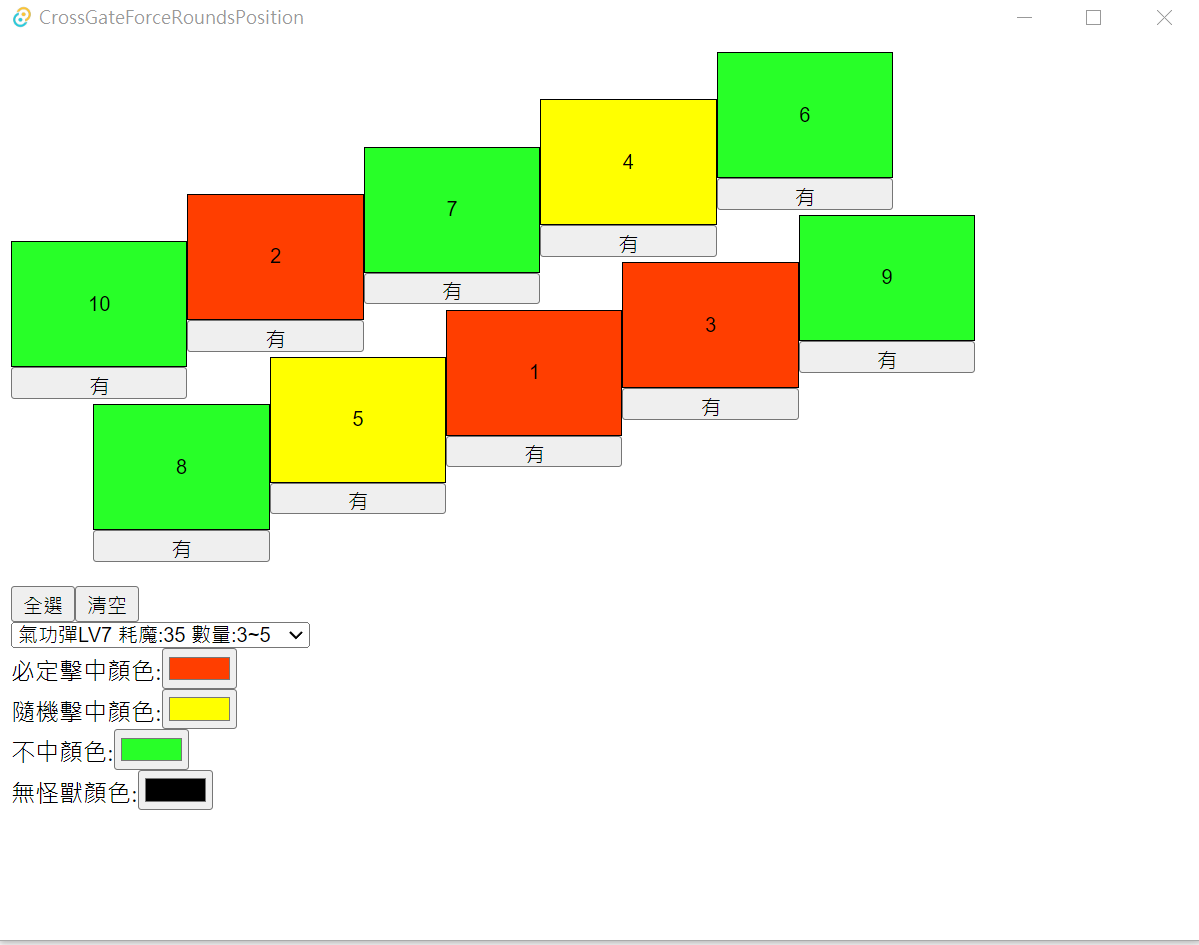 CrossGateForceRoundsPosition
6
有
4
有
7
有
2
有
10
有
9
有
3
有
1
有
5
有
8
有
全選 清空
氣功彈LV7 耗魔:35 數量:3~5
必定擊中顏色:
隨機擊中顏色:
不中顏色:
無怪獸顏色: